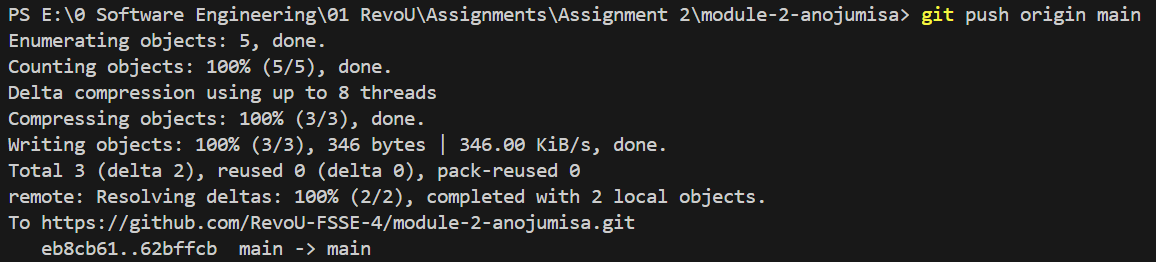 PS E:\0 Software Engineering\01 RevoU\Assignments\Assignment 2\module-2-anojumisa> git push origin main
Enumerating objects: 5, done.
Counting objects: 100% (5/5), done.
Delta compression using up to 8 threads
Compressing objects: 100% (3/3), done.
Writing objects: 100% (3/3), 346 bytes | 346.00 KiB/s, done.
Total 3 (delta 2), reused 0 (delta 0), pack-reused 0
remote: Resolving deltas: 100% (2/2), completed with 2 local objects.
To https://github.com/RevoU-FSSE-4/module-2-anojumisa.git
   eb8cb61..62bffcb  main -> main